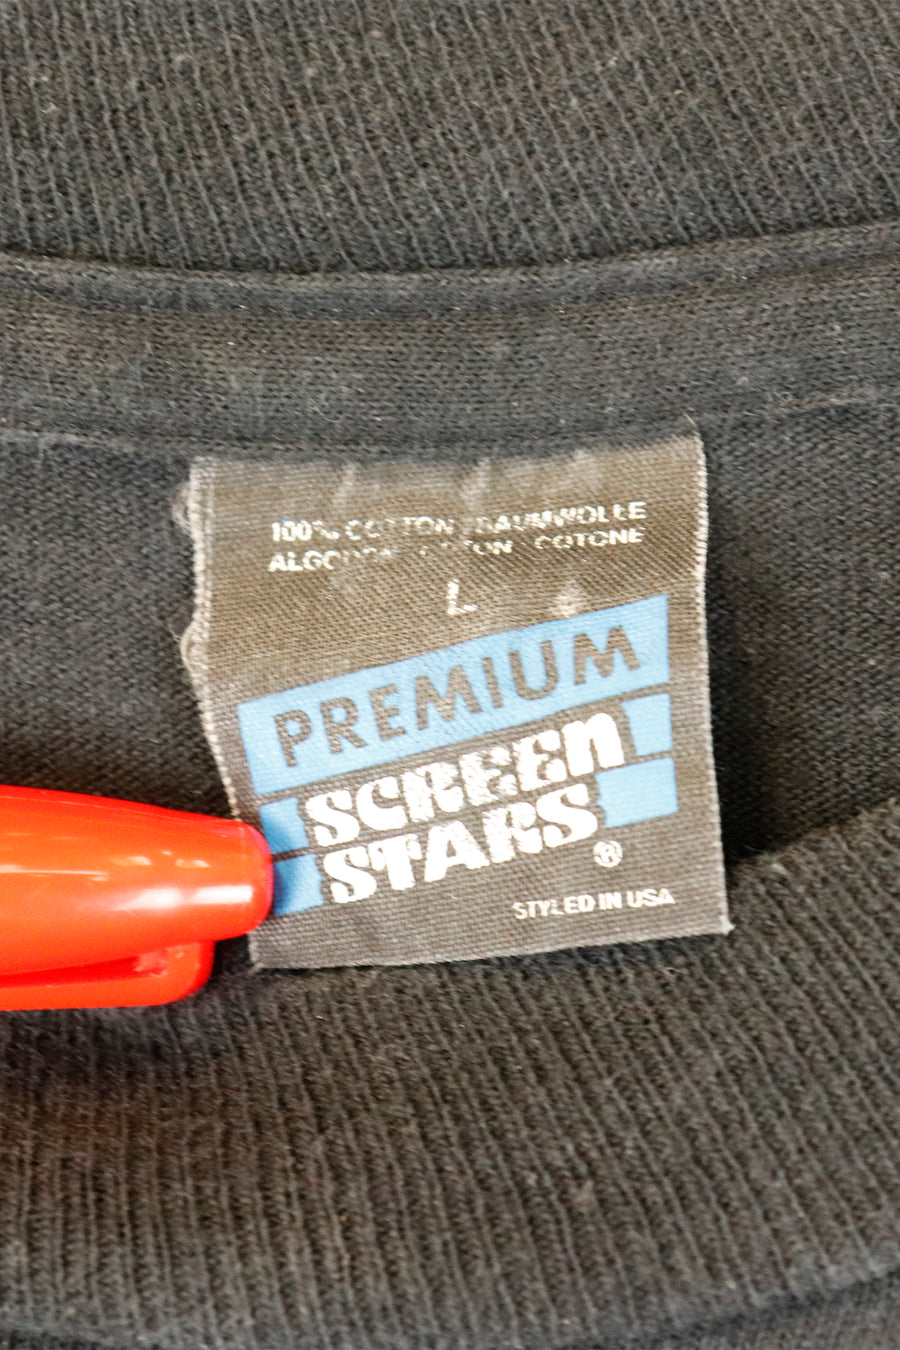 100% COTTON BAUMWOLLE
ALGODON COTON COTONE
L
PREMIUM
SCREEN
STARS®
STYLED IN USA